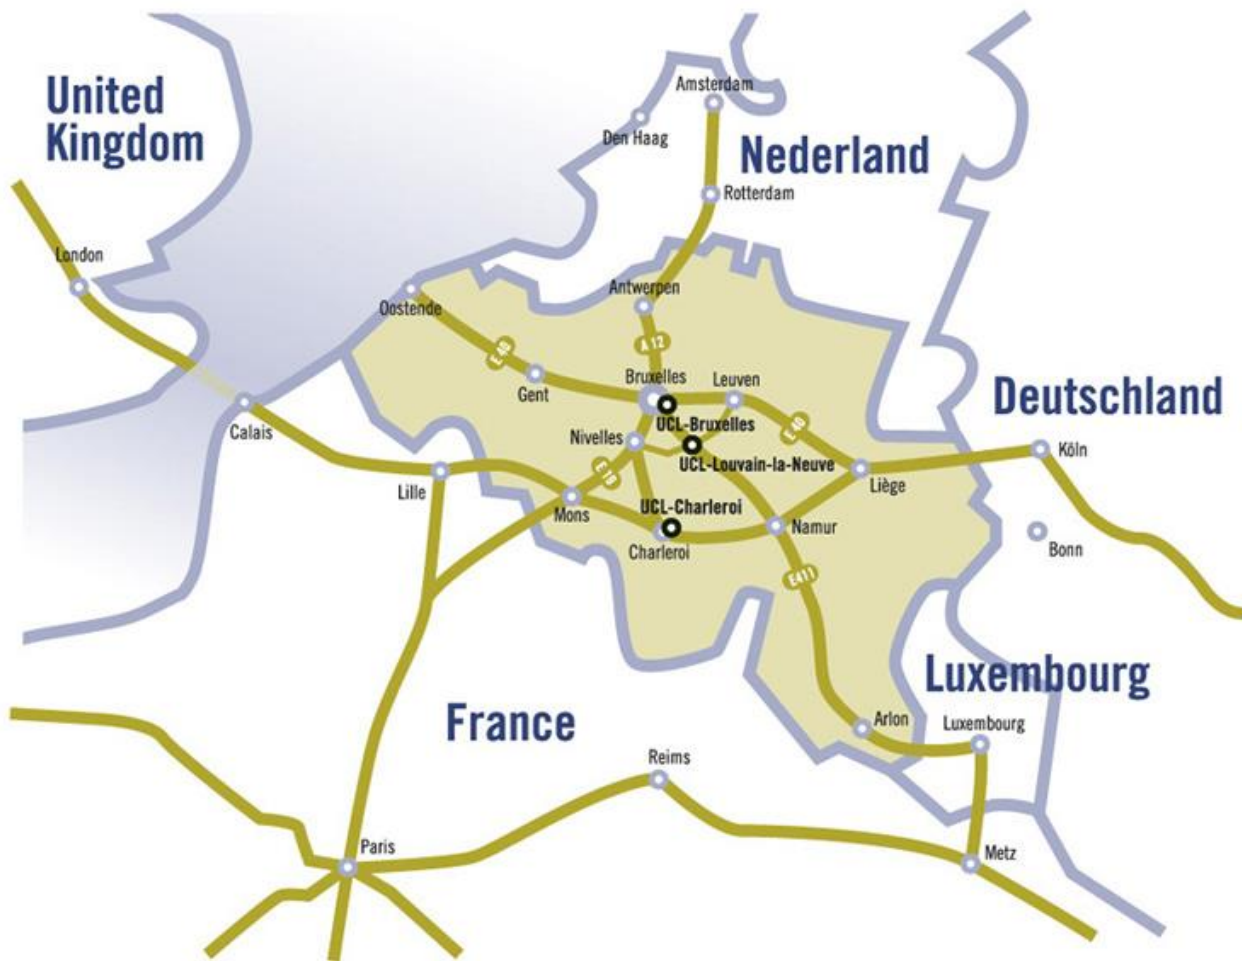 United
Kingdom
Amsterdam
Den Haag
Nederland
Rotterdam
London
Antwerpen
Oostende
A 12
E 40
Bruxelles
Leuven
Gent
Deutschland
UCL-Bruxelles
Calais
Nivelles
E 40
Köln
UCL-Louvain-la-Neuve
Lille
E 19
Liège
Mons
UCL-Charleroi
Namur
Charleroi
Bonn
E411
Luxembourg
France
Arlon
Luxembourg
Reims
Paris
Metz